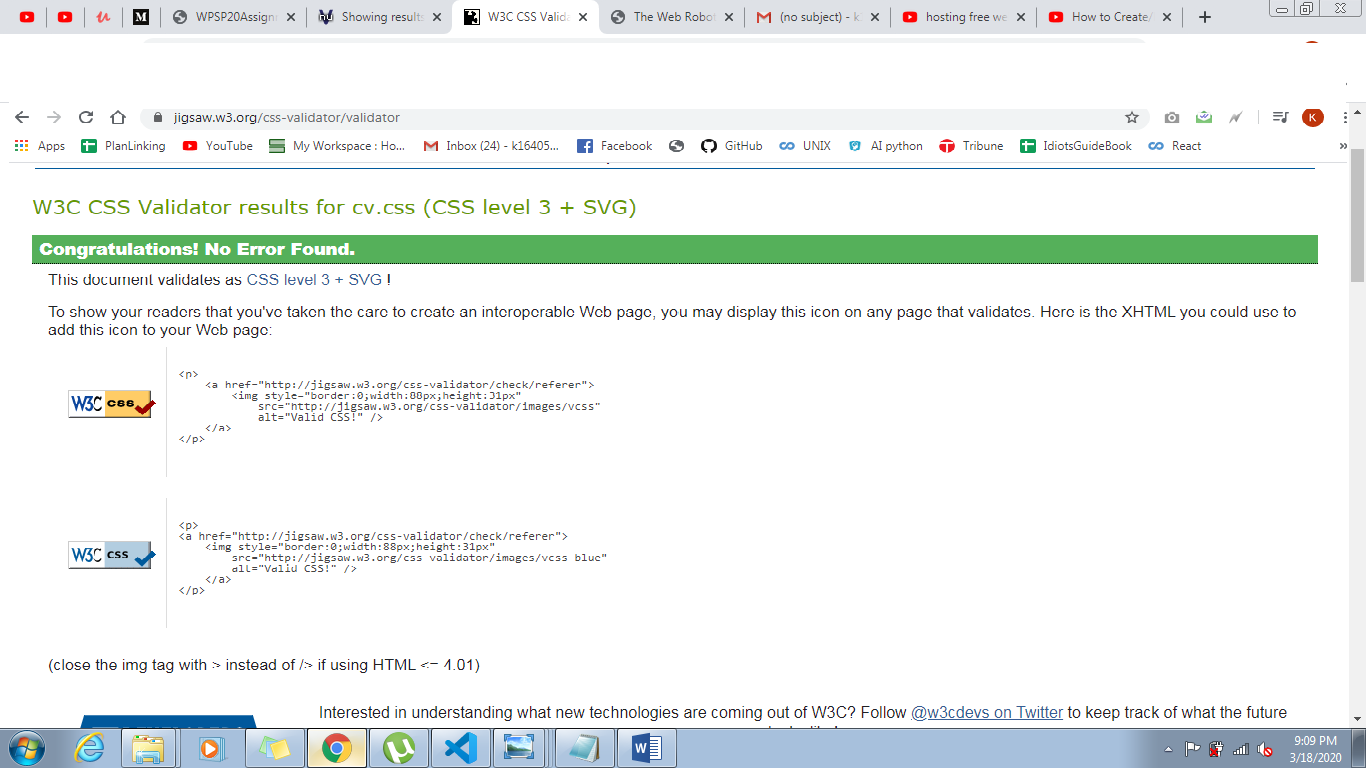 WPSP20Assign
Showing results
W3C CSS Valida
The Web Robot
(no subject) - k
hosting free we
How to Create/
jigsaw.w3.org/css-validator/validator
K
Apps
PlanLinking
YouTube
My Workspace : Ho...
Inbox (24) - k16405...
Facebook
GitHub
UNIX
AI python
Tribune
IdiotsGuideBook
React
»
W3C CSS Validator results for cv.css (CSS level 3 + SVG)
Congratulations! No Error Found.
This document validates as CSS level 3 + SVG !
To show your readers that you've taken the care to create an interoperable Web page, you may display this icon on any page that validates. Here is the XHTML you could use to
add this icon to your Web page:
W3C css
<p>
<a href="http://jigsaw.w3.org/css-validator/check/referer">
<img style="border:0;width:88px;height:31px"
src="http://jigsaw.w3.org/css-validator/images/vcss"
alt="Valid CSS!" />
</a>
</p>
W3C css
<p>
<a href="http://jigsaw.w3.org/css-validator/check/referer">
<img style="border:0;width:88px;height:31px"
src="http://jigsaw.w3.org/css-validator/images/vcss-blue"
alt="Valid CSS!" />
</a>
</p>
(close the img tag with > instead of /> if using HTML <= 4.01)
Interested in understanding what new technologies are coming out of W3C? Follow @w3cdevs on Twitter to keep track of what the future
9:09 PM
3/18/2020